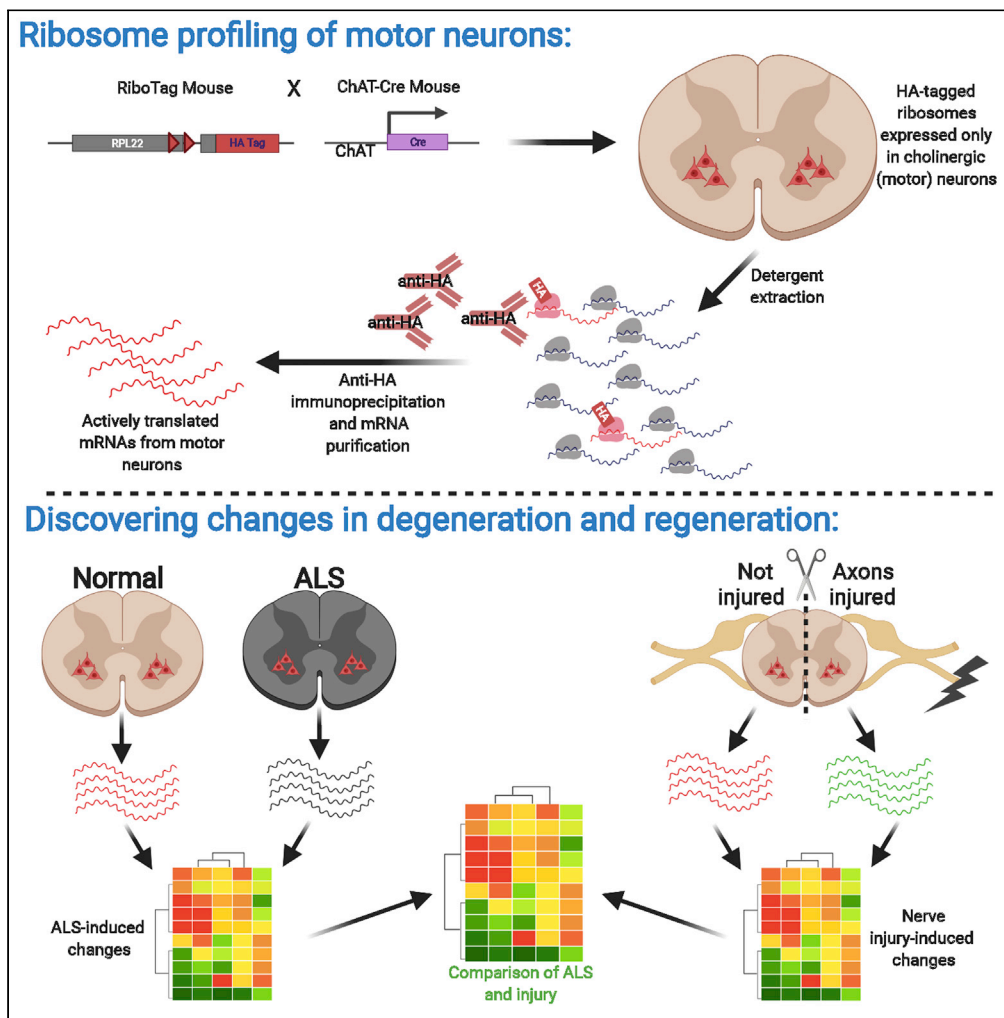 Ribosome profiling of motor neurons:
RiboTag Mouse X ChAT-Cre Mouse
RPL22 HA Tag
ChAT Cre
HA-tagged
ribosomes
expressed only
in cholinergic
(motor) neurons
Detergent
extraction
anti-HA
anti-HA
anti-HA
HA
HA
Anti-HA
immunoprecipitation
and mRNA
purification
Actively translated
mRNAs from motor
neurons
Discovering changes in degeneration and regeneration:
Normal
ALS
Not
injured
Axons
injured
ALS-induced
changes
Comparison of ALS
and injury
Nerve
injury-induced
changes